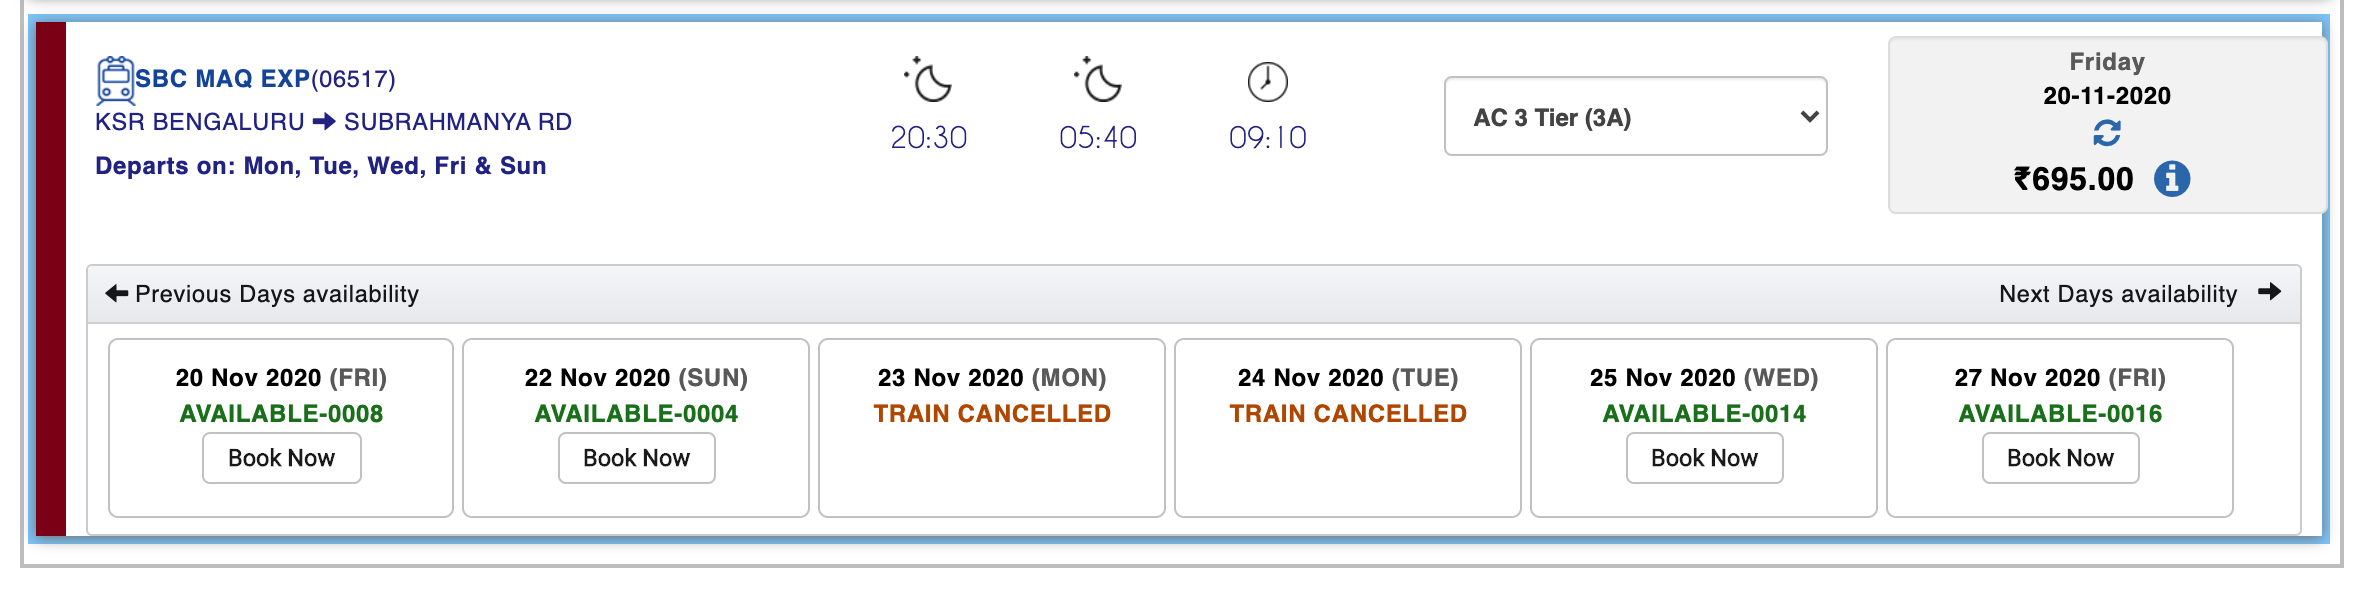 SBC MAQ EXP(06517)
KSR BENGALURU → SUBRAHMANYA RD
Departs on: Mon, Tue, Wed, Fri & Sun
20:30
05:40
09:10
AC 3 Tier (3A)
Friday
20-11-2020
₹695.00
← Previous Days availability
Next Days availability →
20 Nov 2020 (FRI)
AVAILABLE-0008
Book Now
22 Nov 2020 (SUN)
AVAILABLE-0004
Book Now
23 Nov 2020 (MON)
TRAIN CANCELLED
24 Nov 2020 (TUE)
TRAIN CANCELLED
25 Nov 2020 (WED)
AVAILABLE-0014
Book Now
27 Nov 2020 (FRI)
AVAILABLE-0016
Book Now